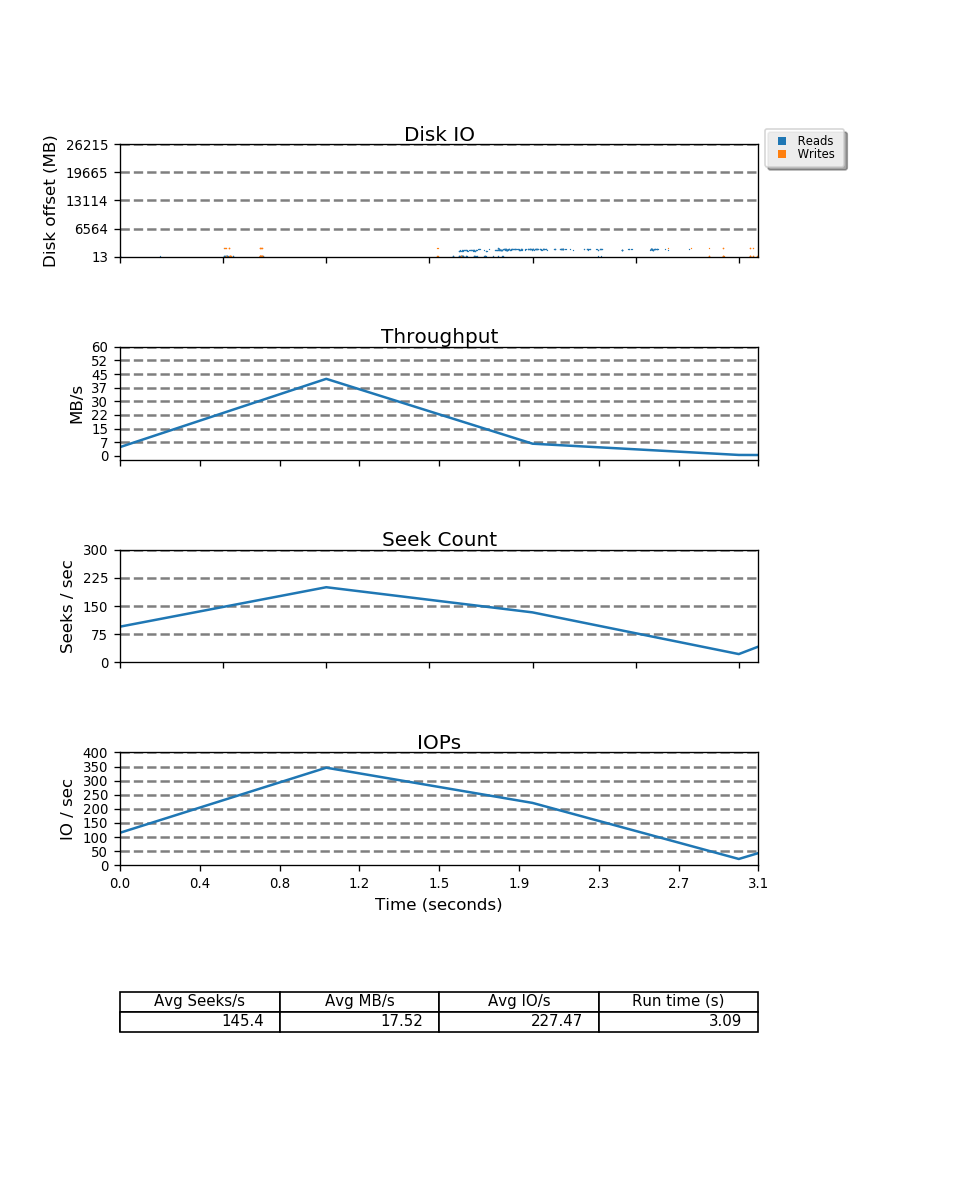 Disk IO
Disk offset (MB)
26215
19665
13114
6564
13
Reads
Writes
Throughput
MB/s
60
52
45
37
30
22
15
7
0
Seek Count
Seeks / sec
300
225
150
75
0
IOPs
IO / sec
400
350
300
250
200
150
100
50
0
0.0 0.4 0.8 1.2 1.5 1.9 2.3 2.7 3.1
Time (seconds)
Avg Seeks/s Avg MB/s Avg IO/s Run time (s)
145.4 17.52 227.47 3.09